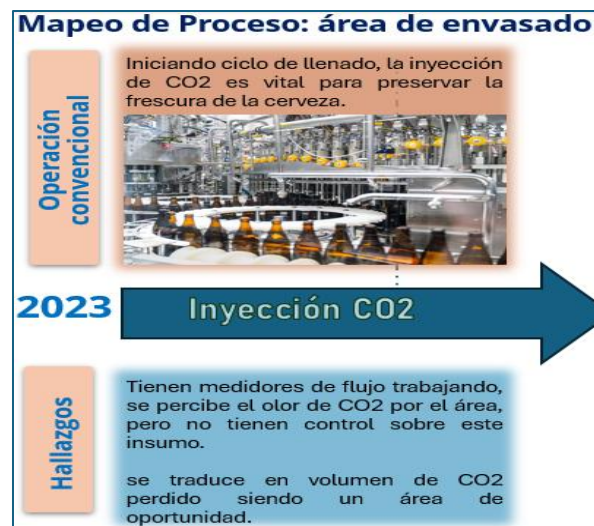 Mapeo de Proceso: área de envasado
Operación
convencional
Iniciando ciclo de llenado, la inyección
de CO2 es vital para preservar la
frescura de la cerveza.
2023
Inyección CO2
Hallazgos
Tienen medidores de flujo trabajando,
se percibe el olor de CO2 por el área,
pero no tienen control sobre este
insumo.
se traduce en volumen de CO2
perdido siendo un área de
oportunidad.